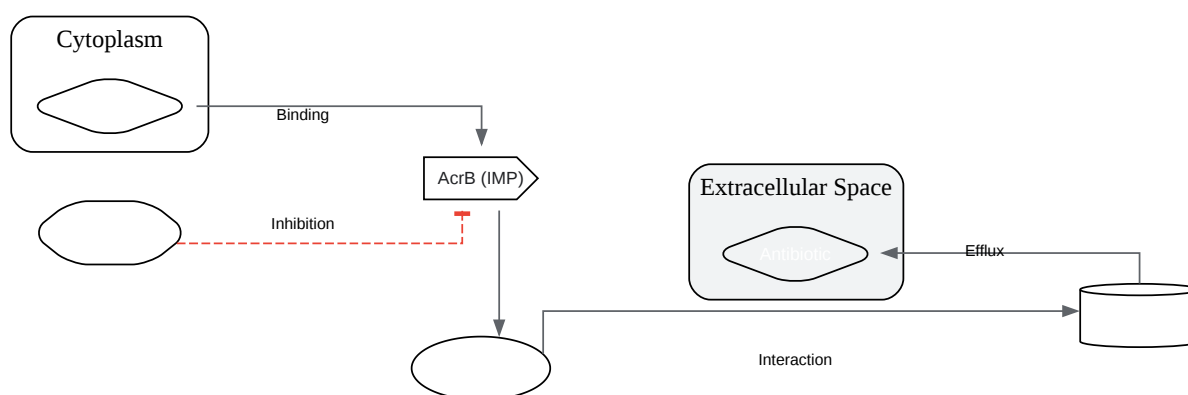 Cytoplasm
Binding
AcrB (IMP)
Extracellular Space
Inhibition
Antibiotic
Efflux
Interaction